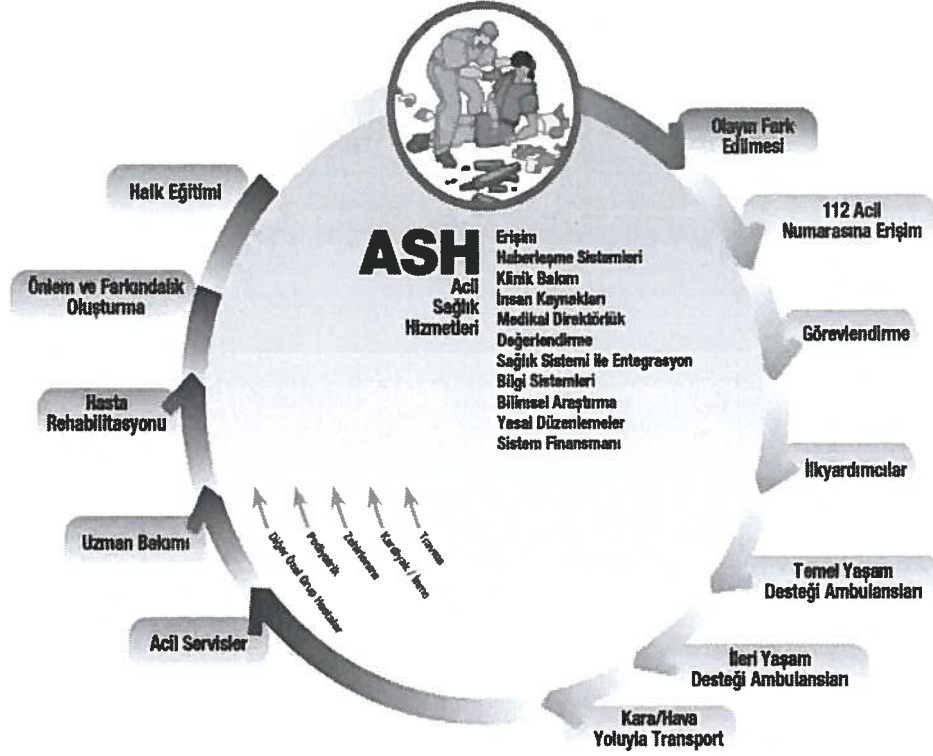 Olayın Fark
Edilmesi
112 Acil
Numarasına Erişim
Görevlendirme
İlkyardımcılar
Temel Yaşam
Desteği Ambulansları
İleri Yaşam
Desteği Ambulansları
Kara/Hava
Yoluyla Transport
Acil Servisler
Uzman Bakımı
Hasta
Rehabilitasyonu
Önlem ve Farkındalık
Oluşturma
Halk Eğitimi
ASH
Acil
Sağlık
Hizmetleri
Erişim
Haberleşme Sistemleri
Klinik Bakım
İnsan Kaynakları
Medikal Direktörlük
Değerlendirme
Sağlık Sistemi ile Entegrasyon
Bilgi Sistemleri
Bilimsel Araştırma
Yasal Düzenlemeler
Sistem Finansmanı
Diğer Özel Grup Hastalar
Pediyatrik
Zehirlenme
Kardiyak / İnme
Travma